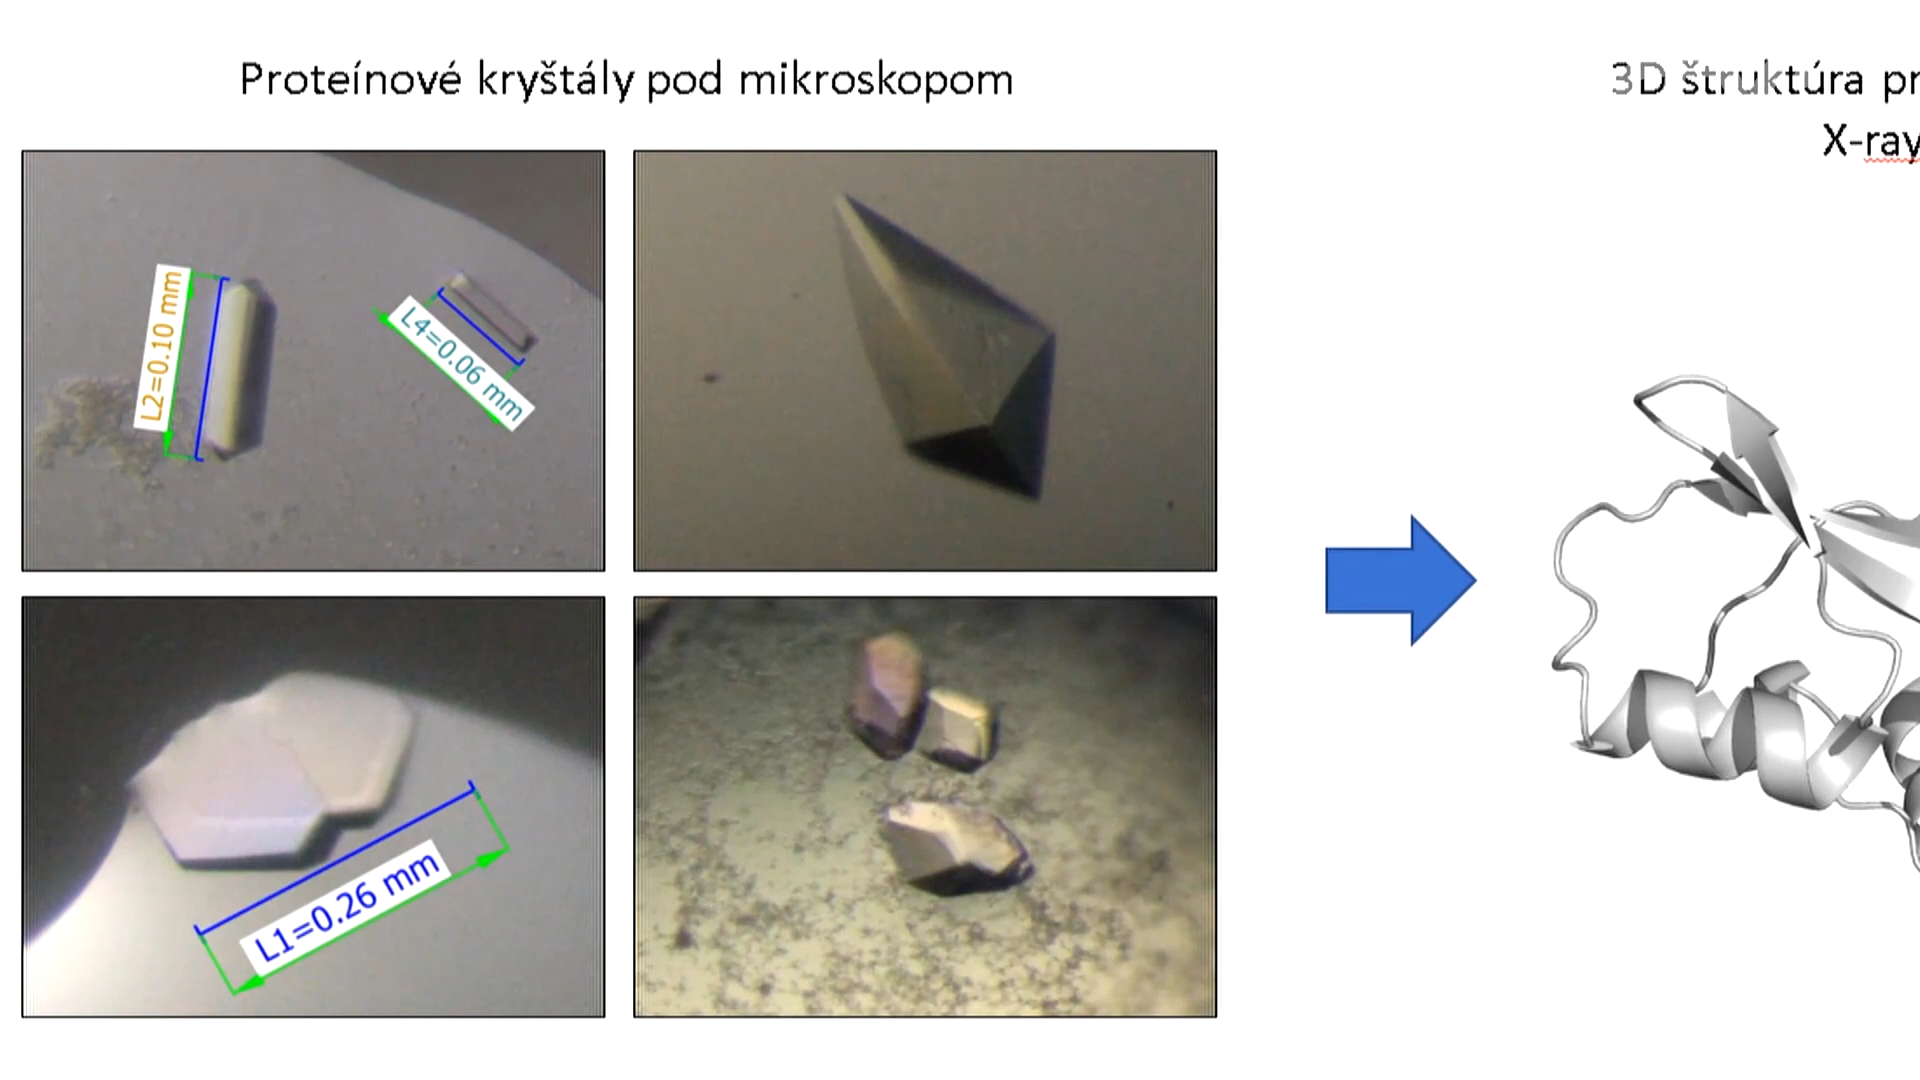 Proteínové kryštály pod mikroskopom
3D štruktúra
X-ray
L2=0.10 mm
L4=0.06 mm
L1=0.26 mm